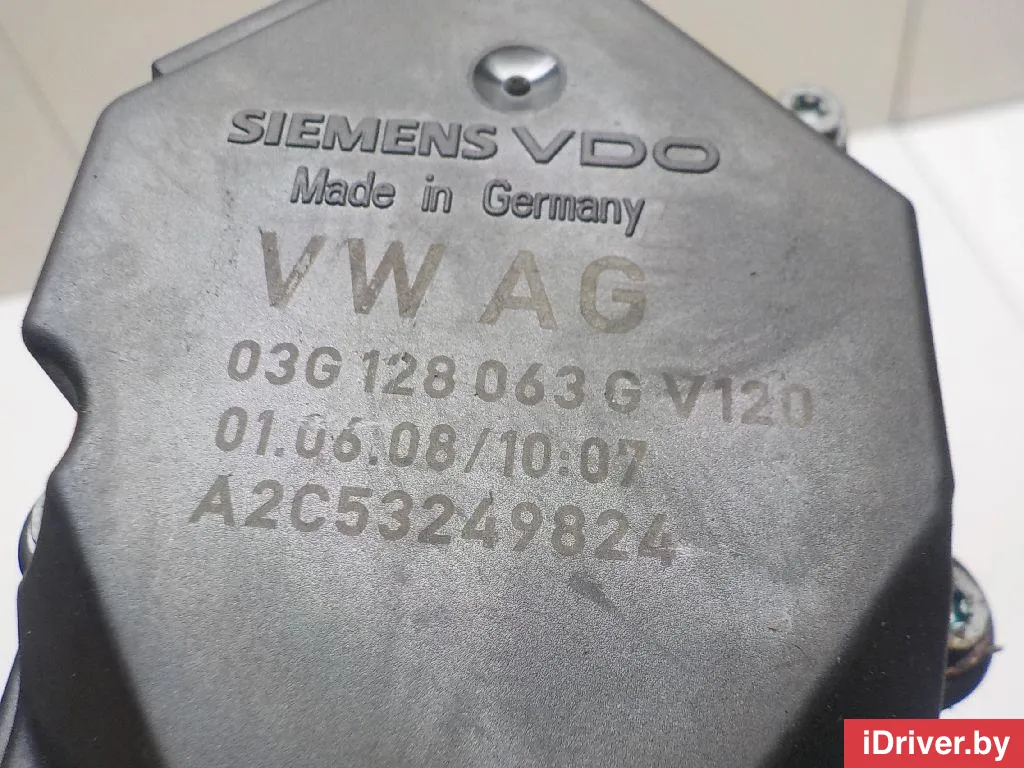 SIEMENS VDO
Made in Germany
VW AG
03G 128 063 G V120
01.06.08/10:07
A2C53249824
iDriver.by